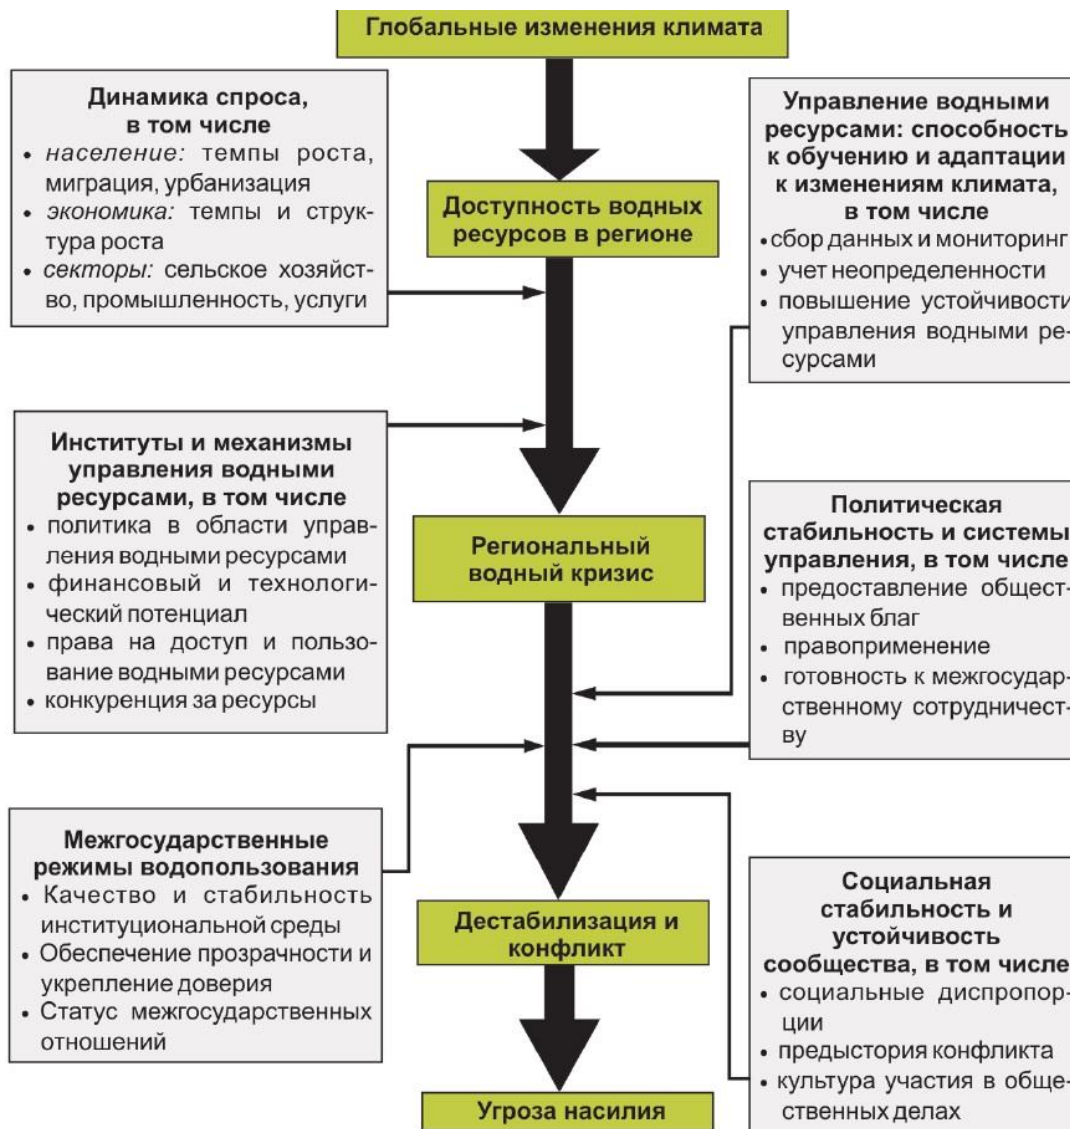 Глобальные изменения климата
Динамика спроса,
в том числе
• население: темпы роста,
миграция, урбанизация
• экономика: темпы и струк-
тура роста
• секторы: сельское хозяйст-
во, промышленность, услуги
Управление водными
ресурсами: способность
к обучению и адаптации
к изменениям климата,
в том числе
• сбор данных и мониторинг
• учет неопределенности
• повышение устойчивости
управления водными ре-
сурсами
Доступность водных
ресурсов в регионе
Институты и механизмы
управления водными
ресурсами, в том числе
• политика в области управ-
ления водными ресурсами
• финансовый и технологи-
ческий потенциал
• права на доступ и пользо-
вание водными ресурсами
• конкуренция за ресурсы
Региональный
водный кризис
Политическая
стабильность и системы
управления, в том числе
• предоставление общест-
венных благ
• правоприменение
• готовность к межгосудар-
ственному сотрудничест-
ву
Межгосударственные
режимы водопользования
• Качество и стабильность
институциональной среды
• Обеспечение прозрачности и
укрепление доверия
• Статус межгосударственных
отношений
Дестабилизация и
конфликт
Социальная
стабильность и
устойчивость
сообщества, в том числе
• социальные диспропор-
ции
• предыстория конфликта
• культура участия в обще-
ственных делах
Угроза насилия